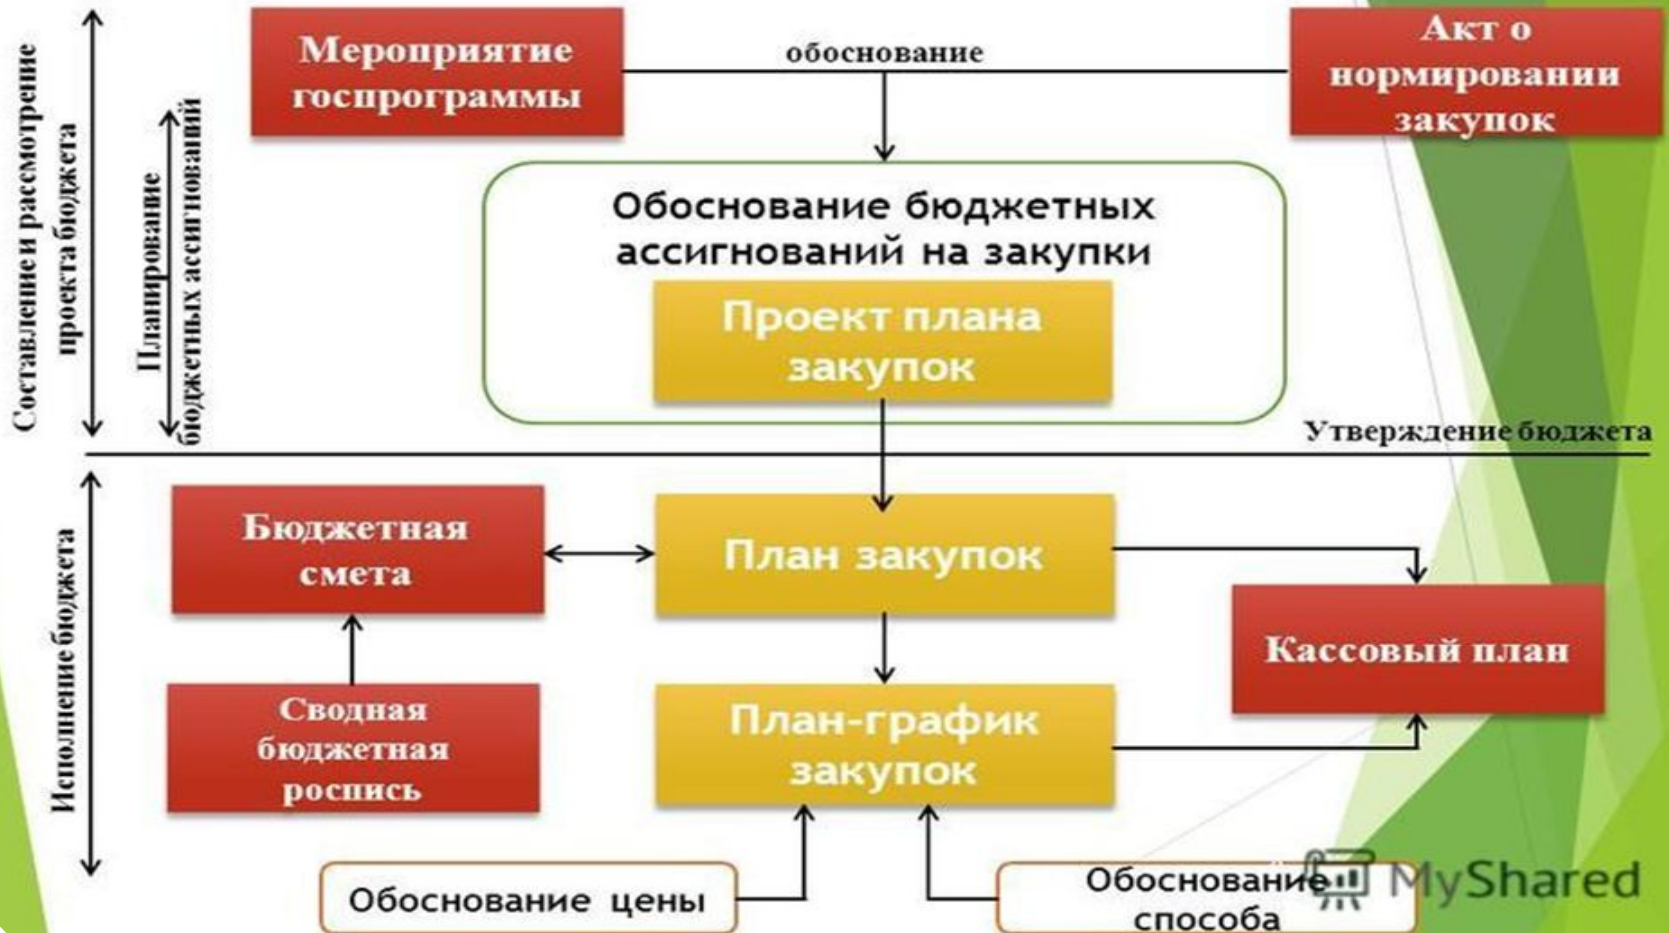 Мероприятие
госпрограммы
обоснование
Акт о
нормировании
закупок
Составление и рассмотрение
проекта бюджета
Планирование
бюджетных ассигнований
Обоснование бюджетных
ассигнований на закупки
Проект плана
закупок
Утверждение бюджета
Исполнение бюджета
Бюджетная
смета
План закупок
Кассовый план
Сводная
бюджетная
роспись
План-график
закупок
Обоснование цены
Обоснование
способа
MyShared